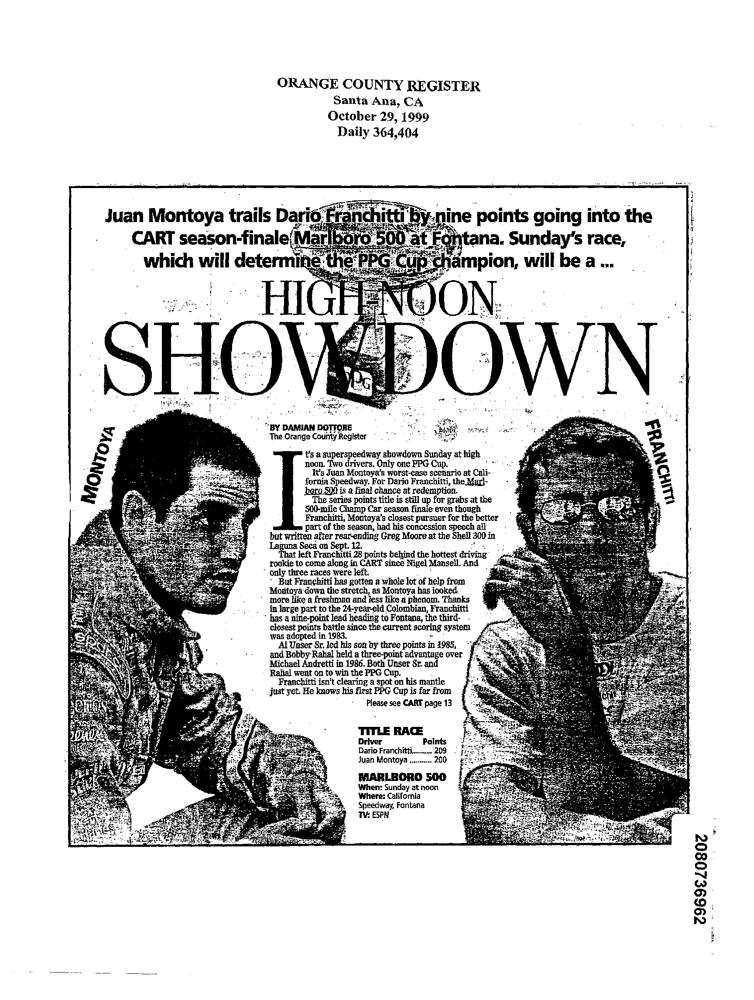 ORANGE COUNTY REGISTER
Santa Ana, CA
October 29, 1999
Daily 364,404
Juan Montoya trails Dario Franchitti by nine points going into the
CART season-finale Marlboro 500 at Fontana. Sunday's race,
which will determine the PPG Cup champion, will be a ...
HIGH-NOON
SHOWDOWN
PPG
MONTOYA
FRANCHITTI
BY DAMIAN DOTTORE
The Orange County Register
It's a superspeedway showdown Sunday at high
noon. Two drivers. Only one PPG Cup.
It's Juan Montoya's worst-case scenario at Cali-
fornia Speedway. For Dario Franchitti, the Marl-
boro 500 is a final chance at redemption.
The series points title is still up for grabs at the
500-mile Champ Car season finale even though
Franchitti, Montoya's closest pursuer for the better
part of the season, had his concession speech all
but written after rear-ending Greg Moore at the Shell 300 in
Laguna Seca on Sept. 12.
That left Franchitti 28 points behind the hottest driving
rookie to come along in CART since Nigel Mansell. And
only three races were left.
But Franchitti has gotten a whole lot of help from
Montoya down the stretch, as Montoya has looked
more like a freshman and less like a phenom. Thanks
in large part to the 24-year-old Colombian, Franchitti
has a nine-point lead heading to Fontana, the third-
closest points battle since the current scoring system
was adopted in 1983.
Al Unser Sr. led his son by three points in 1985,
and Bobby Rahal held a three-point advantage over
Michael Andretti in 1986. Both Unser Sr. and
Rahal went on to win the PPG Cup.
Franchitti isn't clearing a spot on his mantle
just yet. He knows his first PPG Cup is far from
Please see CART page 13
TITLE RACE
Driver Points
Dario Franchitti.......... 209
Juan Montoya ........... 200
MARLBORO 500
When: Sunday at noon
Where: California
Speedway, Fontana
TV: ESPN
2080736962